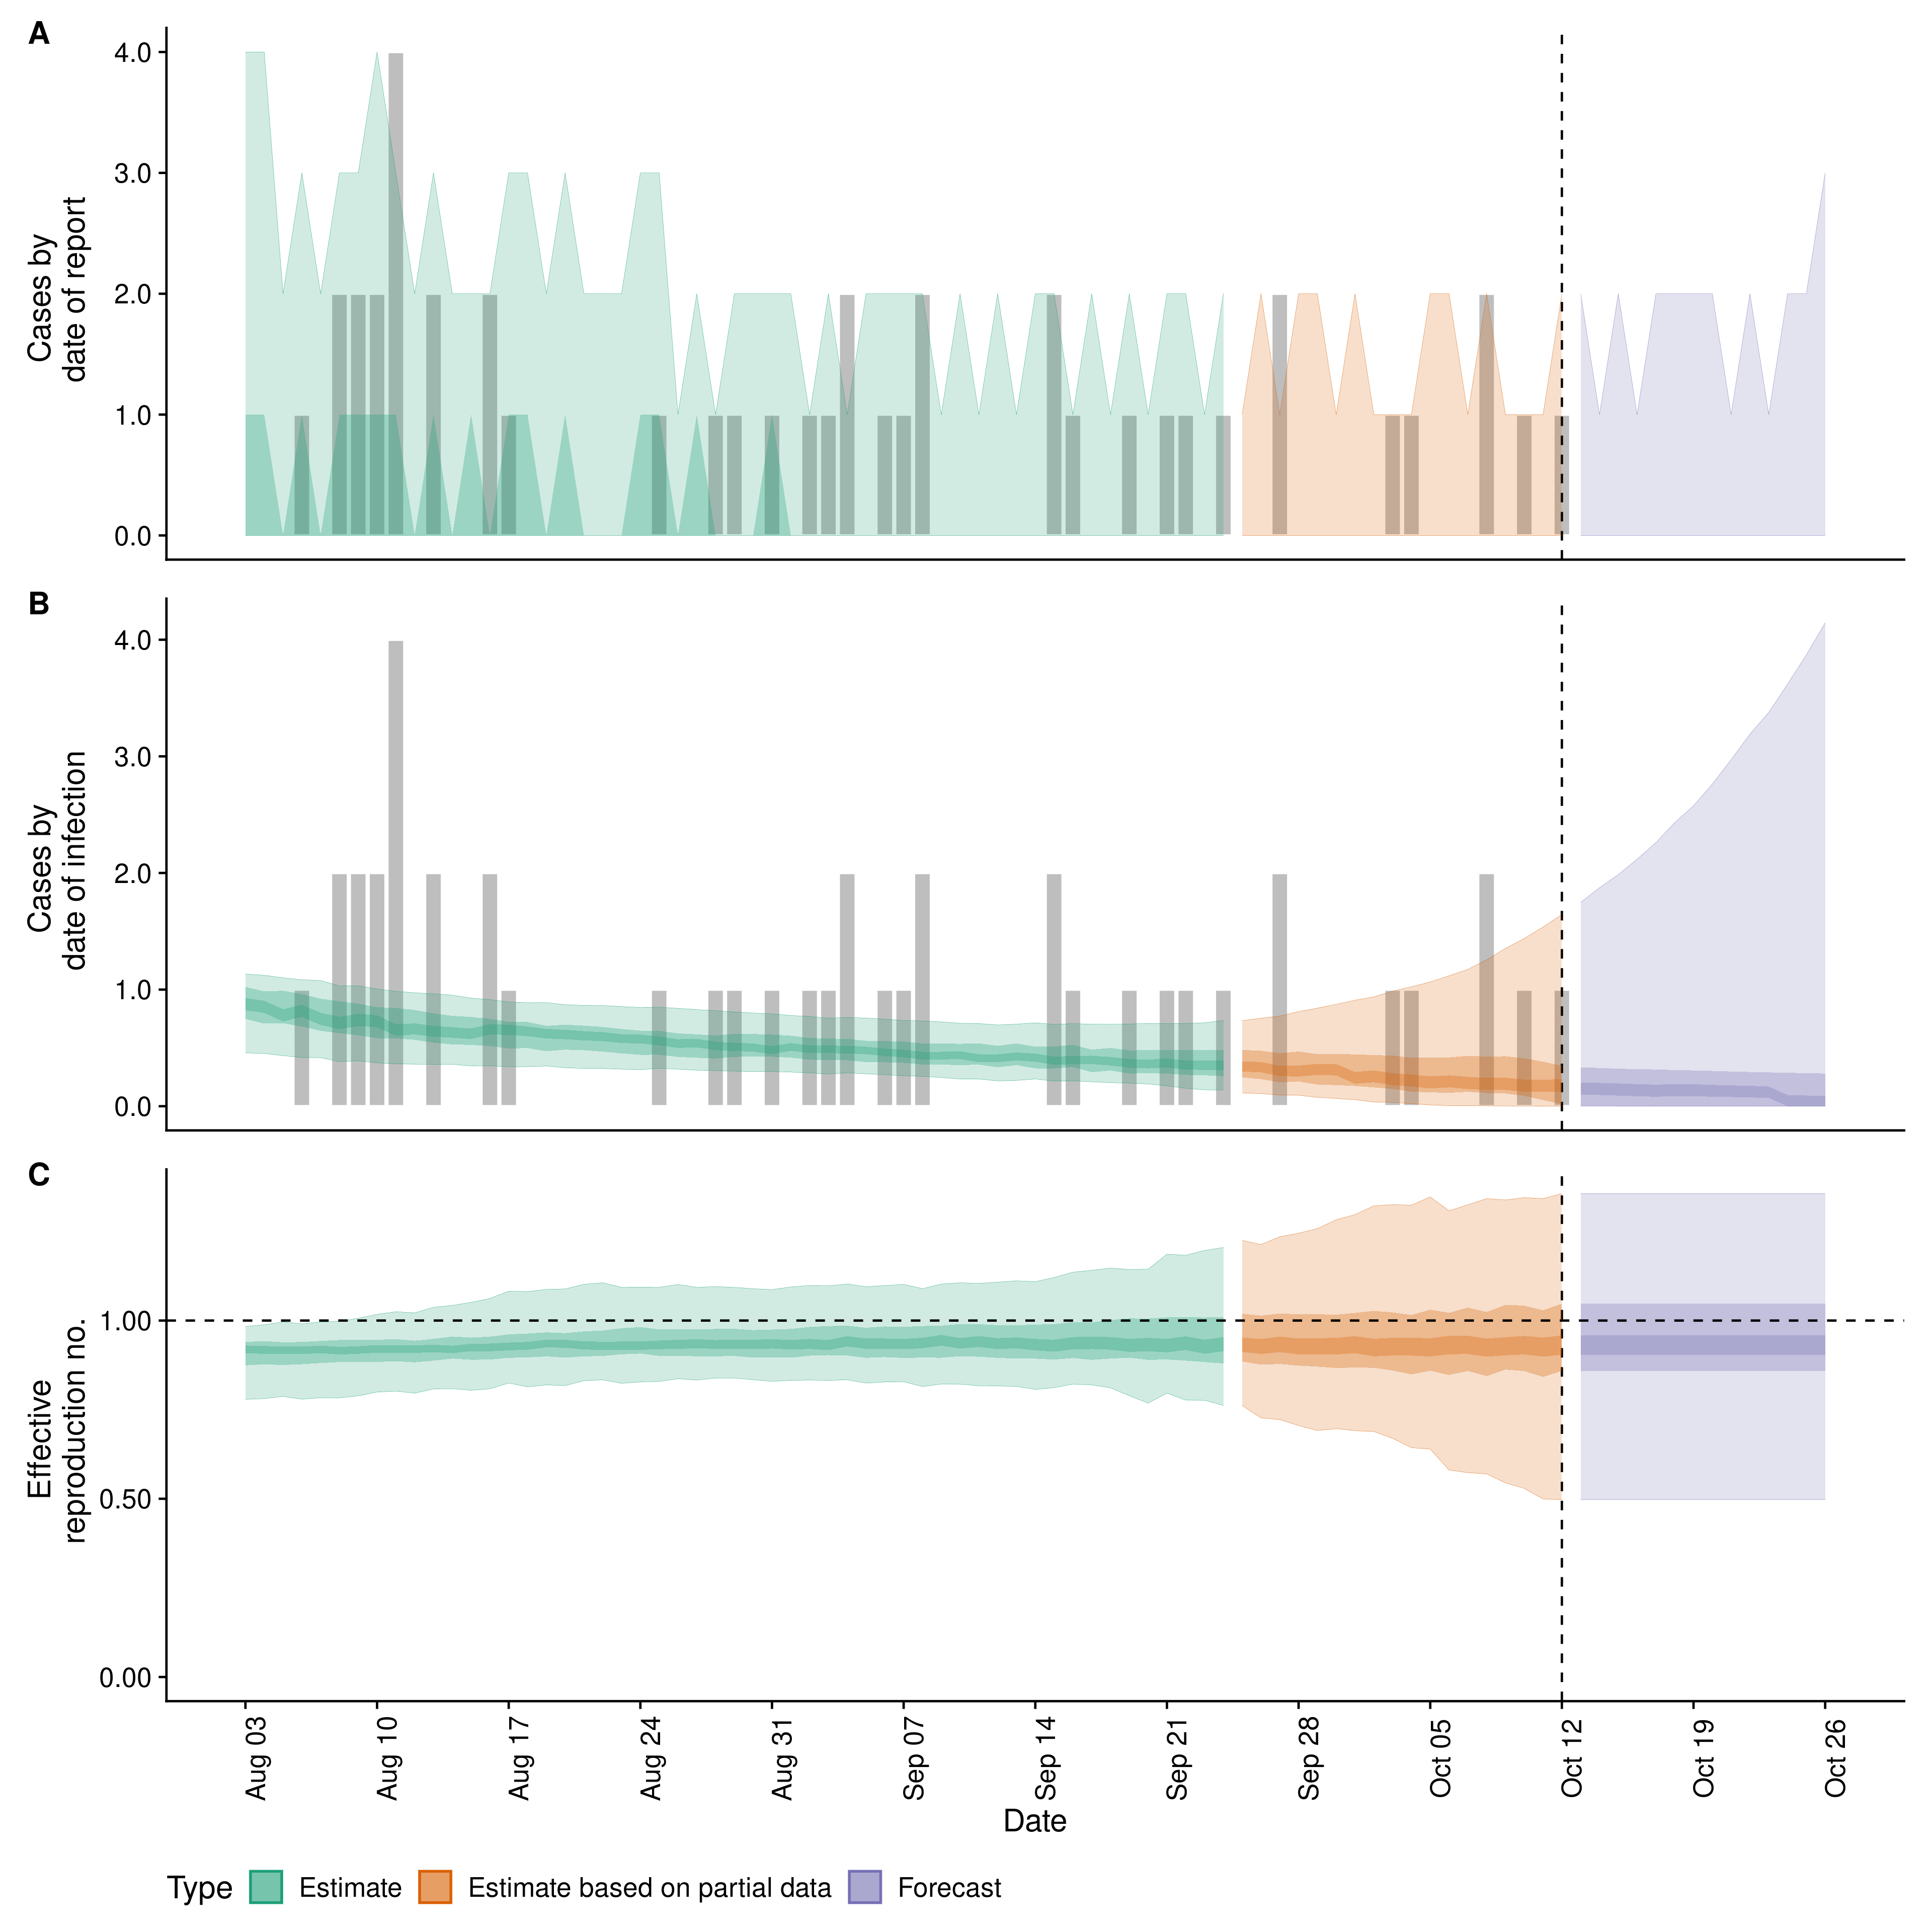 A
Cases by
date of report
4.0
3.0
2.0
1.0
0.0
B
Cases by
date of infection
4.0
3.0
2.0
1.0
0.0
C
Effective
reproduction no.
1.00
0.50
0.00
Aug 03
Aug 10
Aug 17
Aug 24
Aug 31
Sep 07
Sep 14
Sep 21
Sep 28
Oct 05
Oct 12
Oct 19
Oct 26
Date
Type Estimate Estimate based on partial data Forecast